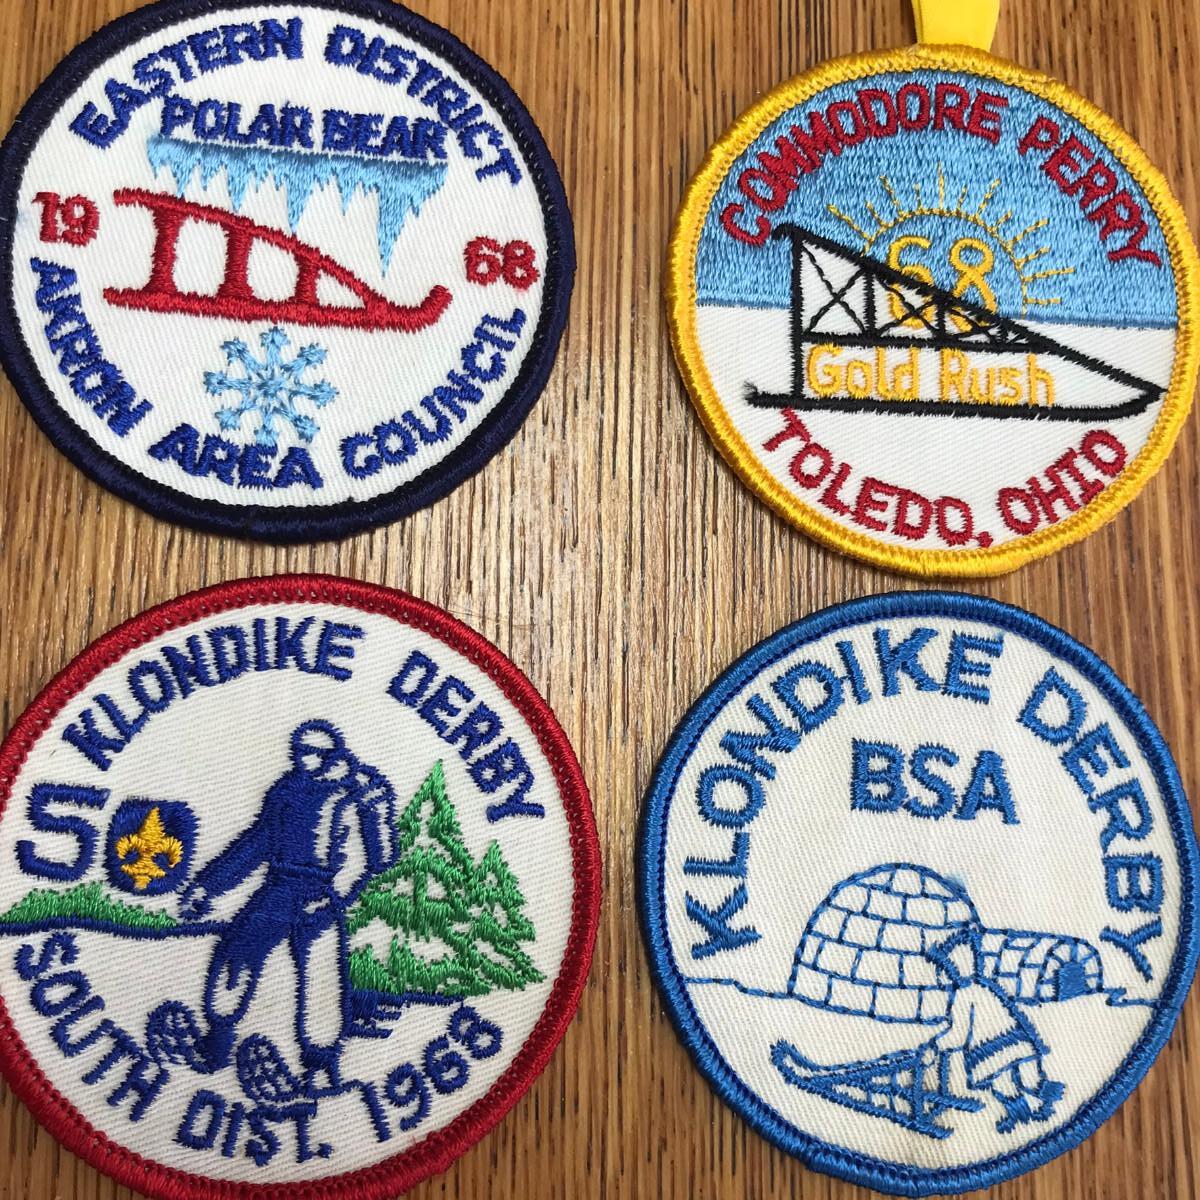 EASTERN DISTRICT
POLAR BEAR
19 68
AKRON AREA COUNCIL
COMMODORE PERRY
68
Gold Rush
TOLEDO, OHIO
KLONDIKE DERBY
50
SOUTH DIST. 1968
KLONDIKE DERBY
BSA